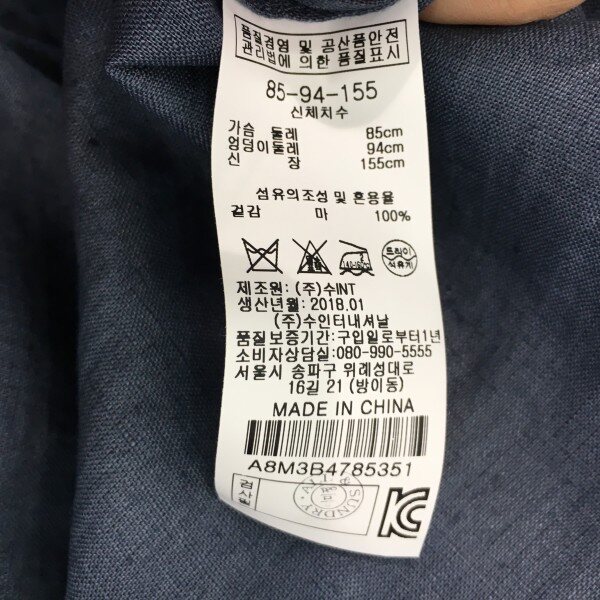 품질경영 및 공산품안전
관리법에 의한 품질표시
85-94-155
신체치수
가슴 둘레 85cm
엉덩이둘레 94cm
신 장 155cm
섬유의조성 및 혼용율
겉감 마 100%
드라이
석유계
제조원: (주)수INT
생산년월: 2018.01
(주)수인터내셔날
품질보증기간: 구입일로부터1년
소비자상담실: 080-990-5555
서울시 송파구 위례성대로
16길 21 (방이동)
MADE IN CHINA
A8M3B4785351
검사필
SUNDRY
KC